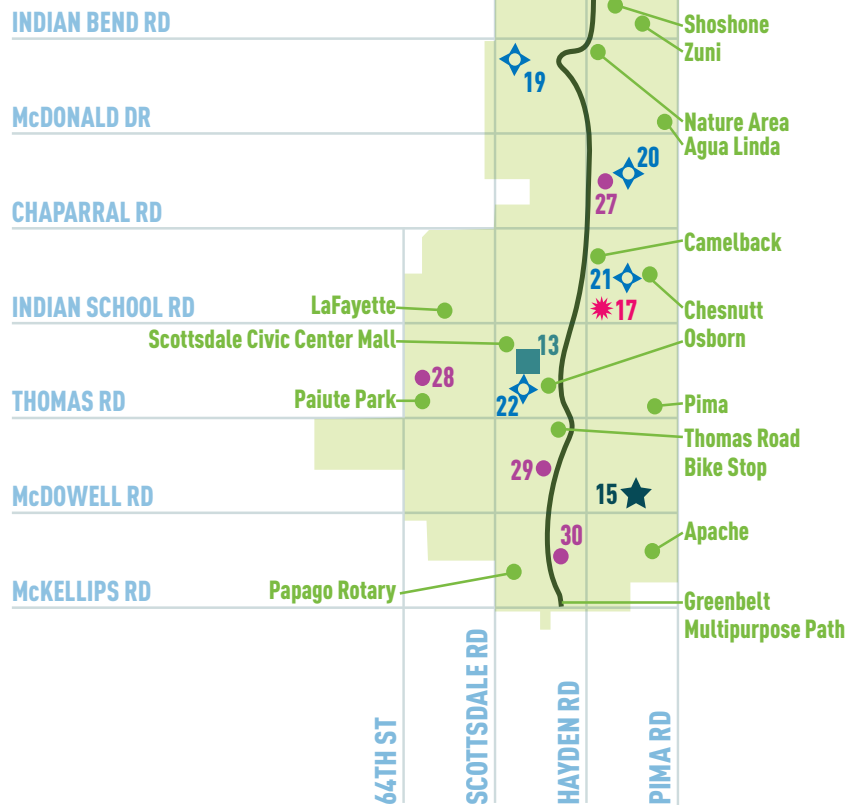 INDIAN BEND RD
Shoshone
Zuni
19
McDONALD DR
Nature Area
Agua Linda
20
27
CHAPARRAL RD
Camelback
21
17
INDIAN SCHOOL RD
LaFayette
Chesnutt
Scottsdale Civic Center Mall
13
Osborn
28
THOMAS RD
Paiute Park
22
Pima
Thomas Road
Bike Stop
29
McDOWELL RD
15
30
Apache
McKELLIPS RD
Papago Rotary
Greenbelt
Multipurpose Path
64TH ST
SCOTTSDALE RD
HAYDEN RD
PIMA RD